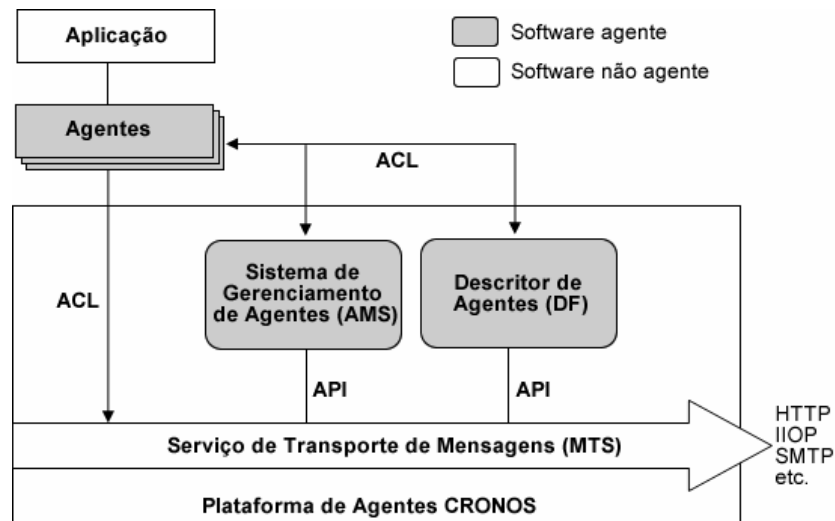 Aplicação
Software agente
Software não agente
Agentes
ACL
ACL
Sistema de
Gerenciamento
de Agentes (AMS)
Descritor de
Agentes (DF)
API
API
Serviço de Transporte de Mensagens (MTS)
HTTP
IIOP
SMTP
etc.
Plataforma de Agentes CRONOS